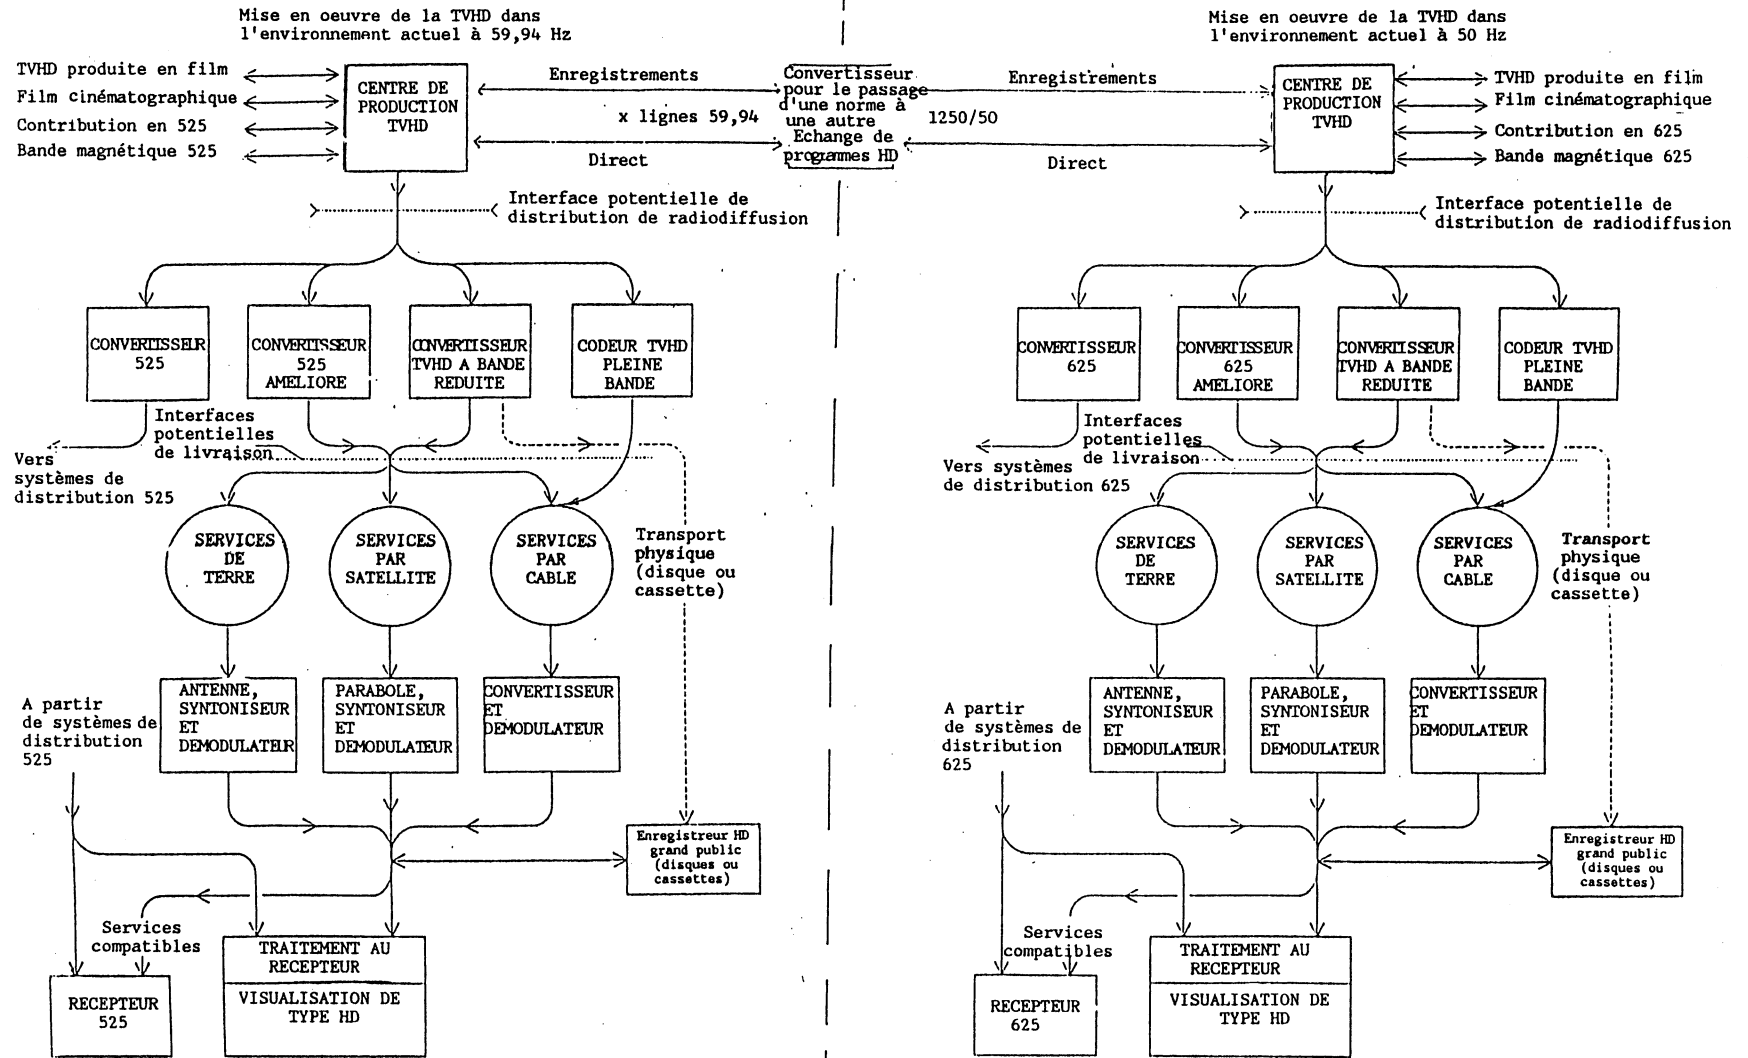 Mise en oeuvre de la TVHD dans
l'environnement actuel à 59,94 Hz
TVHD produite en film
Film cinématographique
Contribution en 525
Bande magnétique 525
CENTRE DE
PRODUCTION
TVHD
Enregistrements
x lignes 59,94
Direct
Convertisseur
pour le passage
d'une norme à
une autre
Echange de
programmes HD
Interface potentielle de
distribution de radiodiffusion
CONVERTISSEUR
525
CONVERTISSEUR
525
AMELIORE
CONVERTISSEUR
TVHD A BANDE
REDUITE
CODEUR TVHD
PLEINE
BANDE
Interfaces
potentielles
de livraison
Vers
systèmes de
distribution 525
SERVICES
DE
TERRE
SERVICES
PAR
SATELLITE
SERVICES
PAR
CABLE
Transport
physique
(disque ou
cassette)
A partir
de systèmes de
distribution
525
ANTENNE,
SYNTONISEUR
ET
DEMODULATEUR
PARABOLE,
SYNTONISEUR
ET
DEMODULATEUR
CONVERTISSEUR
ET
DEMODULATEUR
Enregistreur HD
grand public
(disques ou
cassettes)
Services
compatibles
TRAITEMENT AU
RECEPTEUR
VISUALISATION DE
TYPE HD
RECEPTEUR
525
Mise en oeuvre de la TVHD dans
l'environnement actuel à 50 Hz
Enregistrements
1250/50
Direct
CENTRE DE
PRODUCTION
TVHD
TVHD produite en film
Film cinématographique
Contribution en 625
Bande magnétique 625
Interface potentielle de
distribution de radiodiffusion
CONVERTISSEUR
625
CONVERTISSEUR
625
AMELIORE
CONVERTISSEUR
TVHD A BANDE
REDUITE
CODEUR TVHD
PLEINE
BANDE
Interfaces
potentielles
de livraison
Vers systèmes
de distribution 625
SERVICES
DE
TERRE
SERVICES
PAR
SATELLITE
SERVICES
PAR
CABLE
Transport
physique
(disque ou
cassette)
A partir
de systèmes de
distribution
625
ANTENNE,
SYNTONISEUR
ET
DEMODULATEUR
PARABOLE,
SYNTONISEUR
ET
DEMODULATEUR
CONVERTISSEUR
ET
DEMODULATEUR
Enregistreur HD
grand public
(disques ou
cassettes)
Services
compatibles
TRAITEMENT AU
RECEPTEUR
VISUALISATION DE
TYPE HD
RECEPTEUR
625